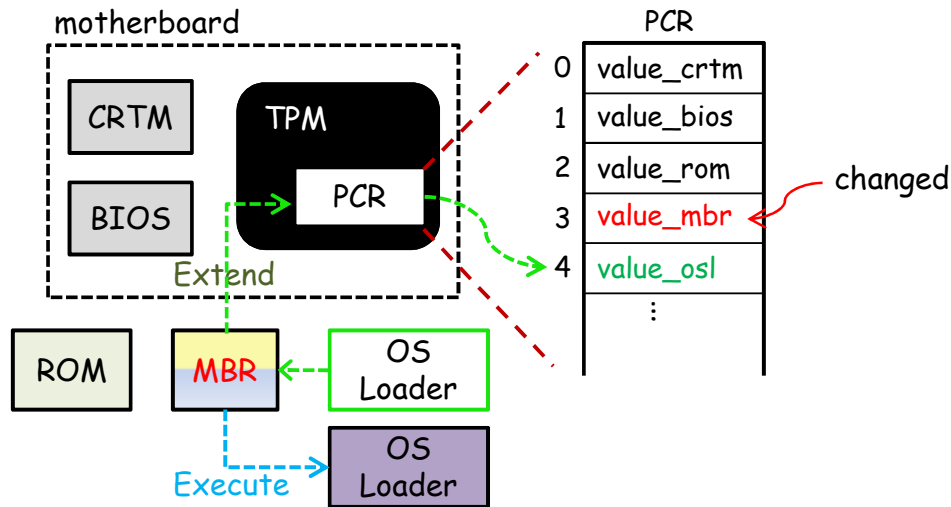 motherboard
CRTM
BIOS
TPM
PCR
Extend
ROM
MBR
OS
Loader
Execute
OS
Loader
PCR
0 value_crtm
1 value_bios
2 value_rom
3 value_mbr
changed
4 value_osl
...